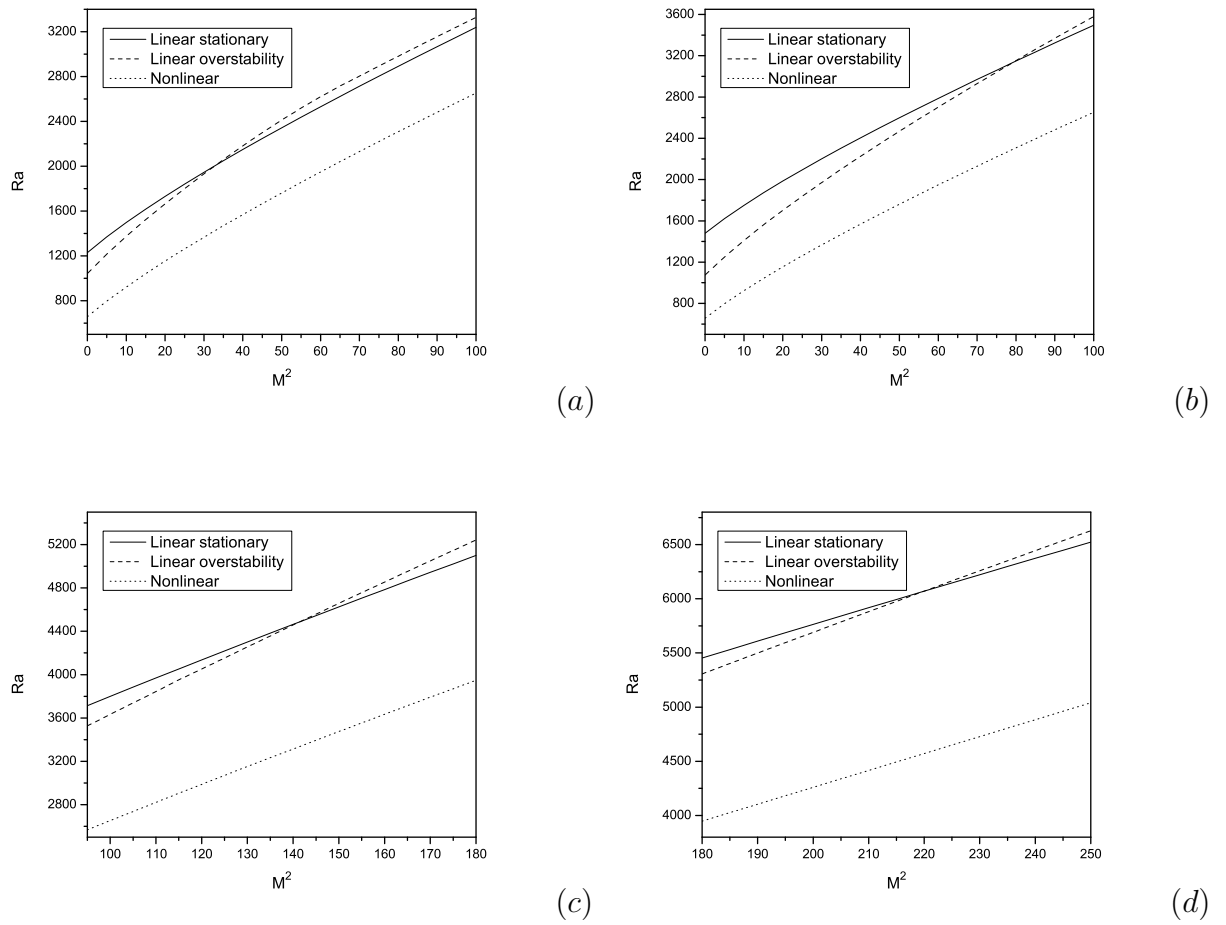 Linear stationary
Linear overstability
Nonlinear
Ra
3200
2800
2400
2000
1600
1200
800
0 10 20 30 40 50 60 70 80 90 100
M²
(a)
Linear stationary
Linear overstability
Nonlinear
Ra
3600
3200
2800
2400
2000
1600
1200
800
0 10 20 30 40 50 60 70 80 90 100
M²
(b)
Linear stationary
Linear overstability
Nonlinear
Ra
5200
4800
4400
4000
3600
3200
2800
100 110 120 130 140 150 160 170 180
M²
(c)
Linear stationary
Linear overstability
Nonlinear
Ra
6500
6000
5500
5000
4500
4000
180 190 200 210 220 230 240 250
M²
(d)